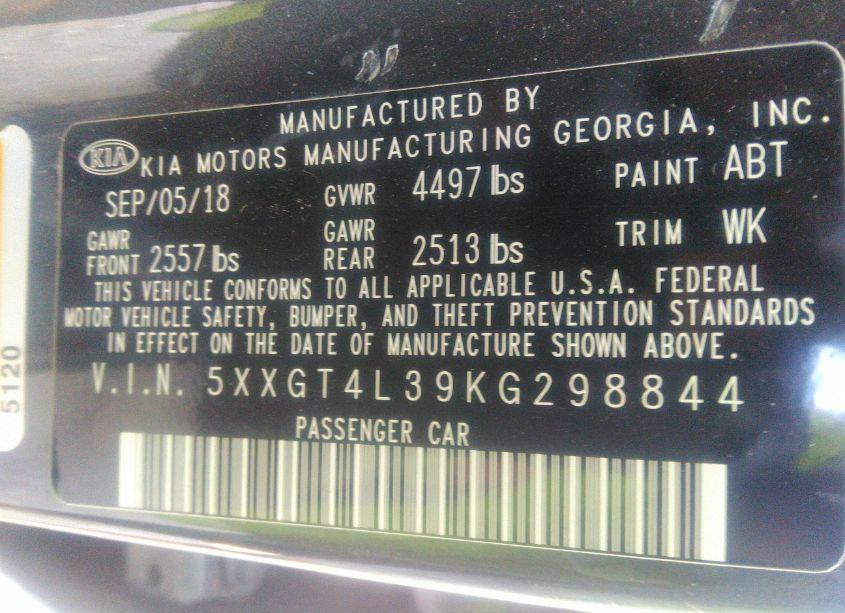 MANUFACTURED BY
KIA KIA MOTORS MANUFACTURING GEORGIA, INC.
SEP/05/18 GVWR 4497 lbs PAINT ABT
GAWR FRONT 2557 lbs GAWR REAR 2513 lbs TRIM WK
THIS VEHICLE CONFORMS TO ALL APPLICABLE U.S.A. FEDERAL
MOTOR VEHICLE SAFETY, BUMPER, AND THEFT PREVENTION STANDARDS
IN EFFECT ON THE DATE OF MANUFACTURE SHOWN ABOVE.
V.I.N. 5XXGT4L39KG298844
PASSENGER CAR
5120